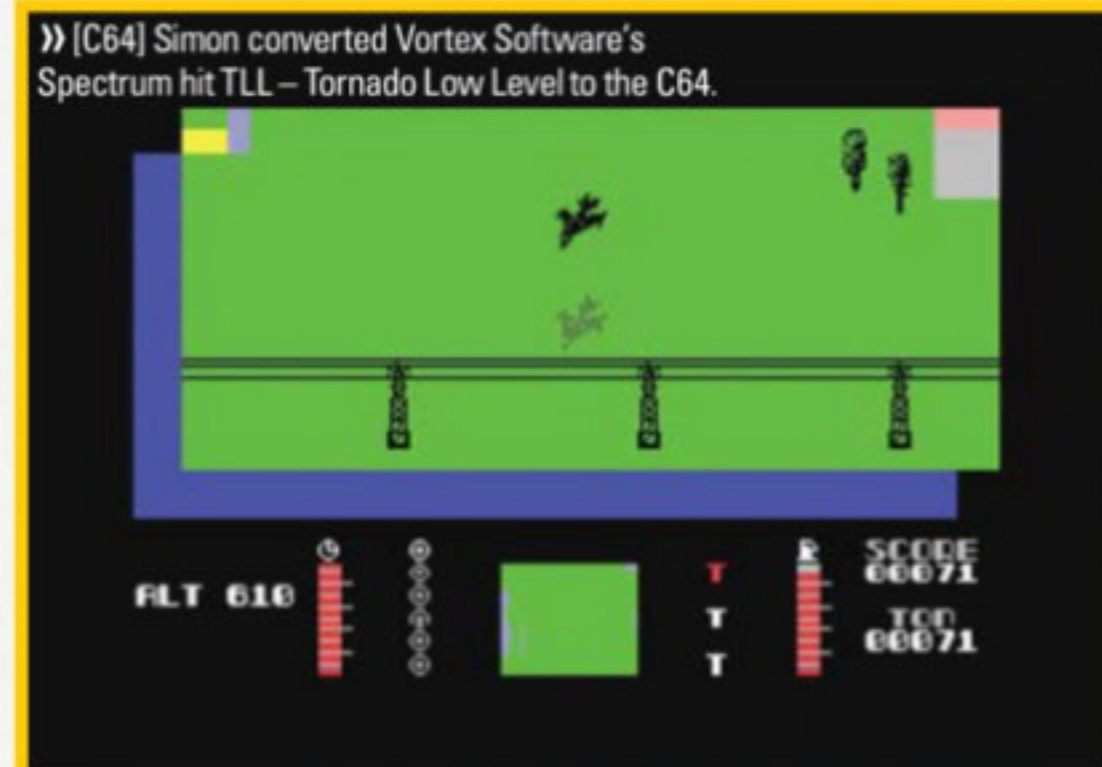 » [C64] Simon converted Vortex Software's
Spectrum hit TLL – Tornado Low Level to the C64.
ALT 610
T
T
T
SCORE
00071
TOP
00071